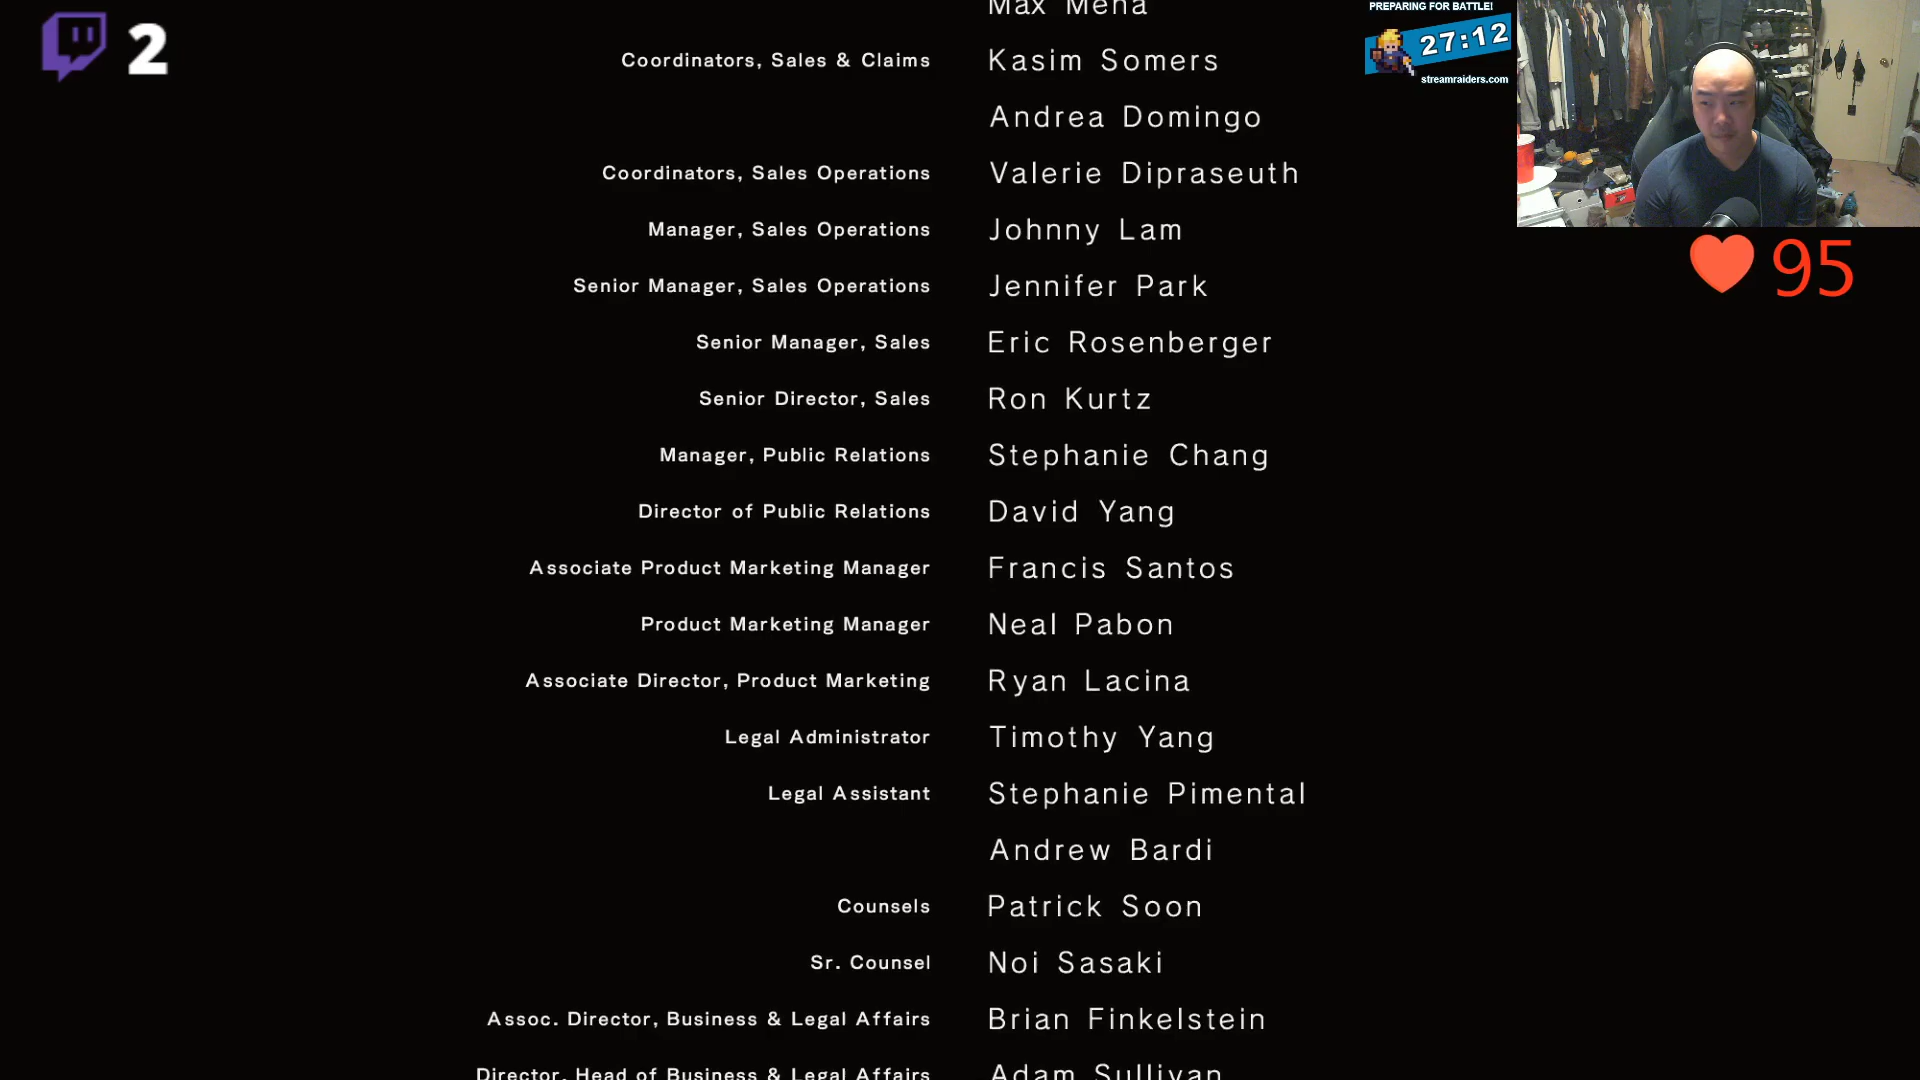 2
Max Mena
Coordinators, Sales & Claims Kasim Somers
Andrea Domingo
Coordinators, Sales Operations Valerie Dipraseuth
Manager, Sales Operations Johnny Lam
Senior Manager, Sales Operations Jennifer Park
Senior Manager, Sales Eric Rosenberger
Senior Director, Sales Ron Kurtz
Manager, Public Relations Stephanie Chang
Director of Public Relations David Yang
Associate Product Marketing Manager Francis Santos
Product Marketing Manager Neal Pabon
Associate Director, Product Marketing Ryan Lacina
Legal Administrator Timothy Yang
Legal Assistant Stephanie Pimental
Andrew Bardi
Counsels Patrick Soon
Sr. Counsel Noi Sasaki
Assoc. Director, Business & Legal Affairs Brian Finkelstein
Director, Head of Business & Legal Affairs Adam Sullivan
PREPARING FOR BATTLE!
27:12
streamraiders.com
95